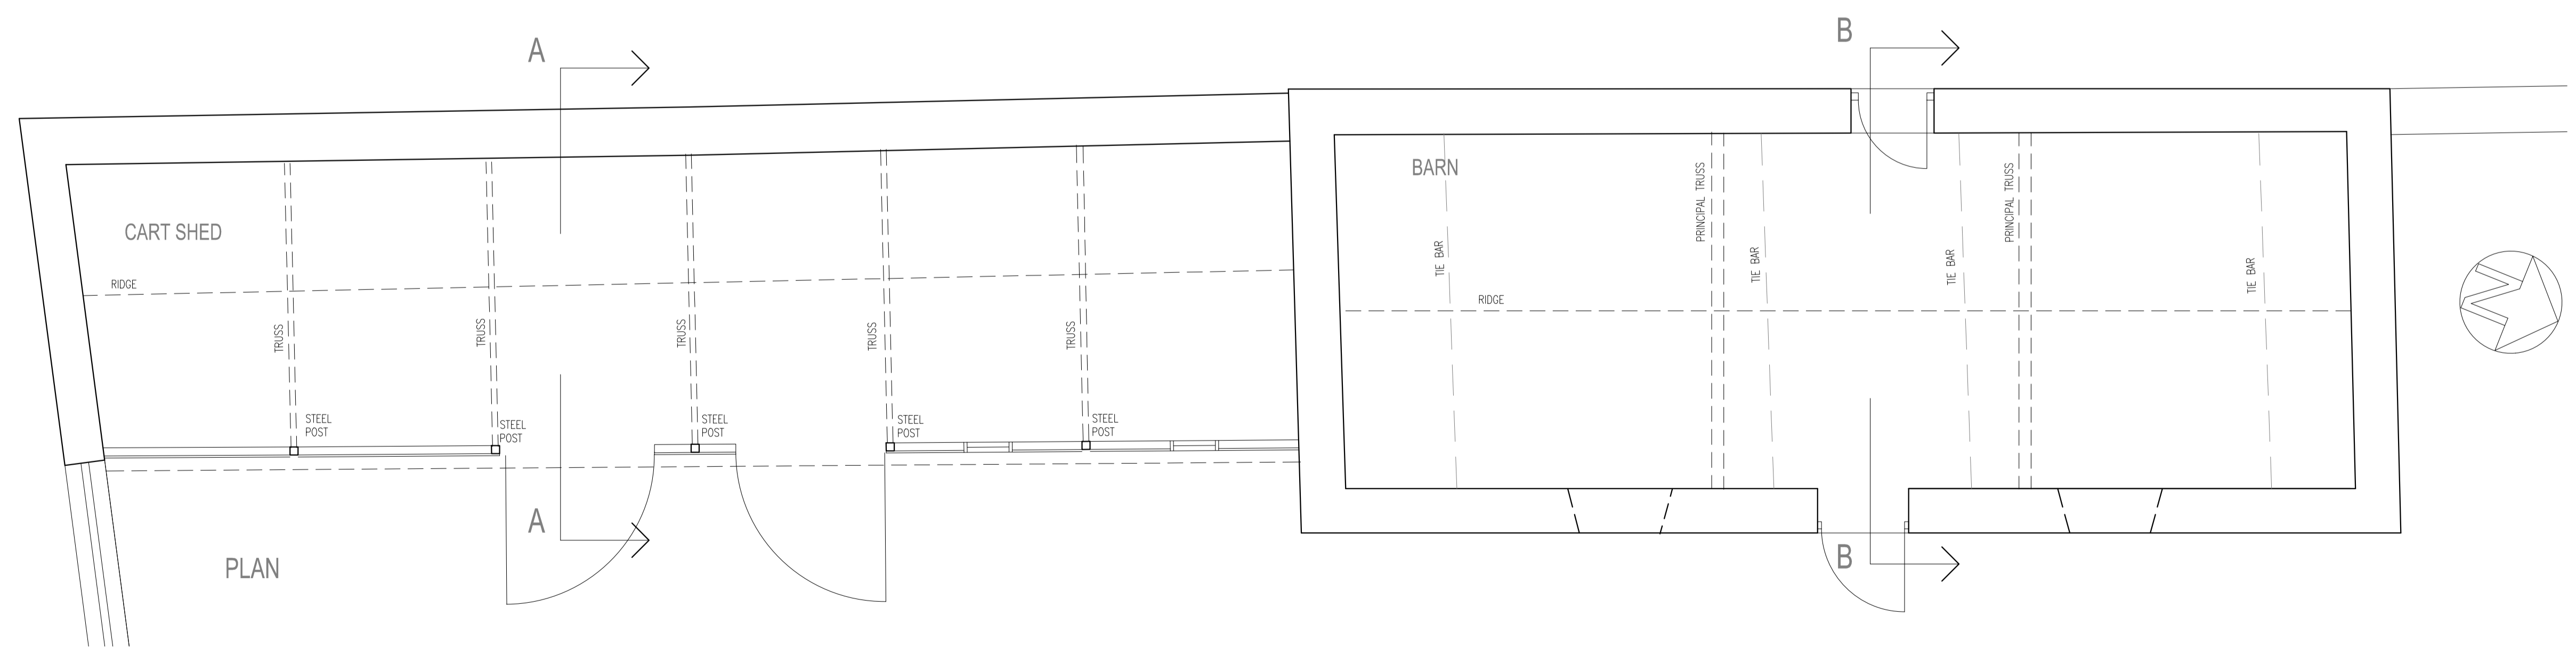 A
B
BARN
CART SHED
PRINCIPAL TRUSS
PRINCIPAL TRUSS
TIE BAR
TIE BAR
TIE BAR
TIE BAR
RIDGE
RIDGE
TRUSS
TRUSS
TRUSS
TRUSS
TRUSS
STEEL
POST
STEEL
POST
STEEL
POST
STEEL
POST
STEEL
POST
A
B
PLAN
N